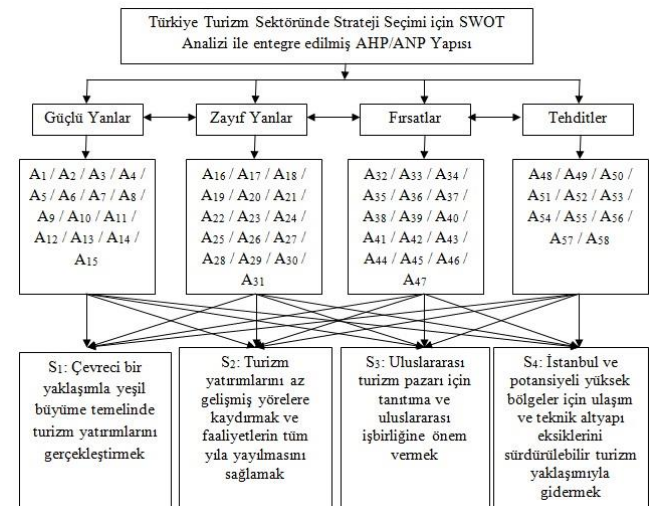 Türkiye Turizm Sektöründe Strateji Seçimi için SWOT
Analizi ile entegre edilmiş AHP/ANP Yapısı
Güçlü Yanlar
Zayıf Yanlar
Fırsatlar
Tehditler
A1 / A2 / A3 / A4 /
A5 / A6 / A7 / A8 /
A9 / A10 / A11 /
A12 / A13 / A14 /
A15
A16 / A17 / A18 /
A19 / A20 / A21 /
A22 / A23 / A24 /
A25 / A26 / A27 /
A28 / A29 / A30 /
A31
A32 / A33 / A34 /
A35 / A36 / A37 /
A38 / A39 / A40 /
A41 / A42 / A43 /
A44 / A45 / A46 /
A47
A48 / A49 / A50 /
A51 / A52 / A53 /
A54 / A55 / A56 /
A57 / A58
S1: Çevreci bir
yaklaşımla yeşil
büyüme temelinde
turizm yatırımlarını
gerçekleştirmek
S2: Turizm
yatırımlarını az
gelişmiş yörelere
kaydırmak ve
faaliyetlerin tüm
yıla yayılmasını
sağlamak
S3: Uluslararası
turizm pazarı için
tanıtıma ve
uluslararası
işbirliğine önem
vermek
S4: İstanbul ve
potansiyeli yüksek
bölgeler için ulaşım
ve teknik altyapı
eksiklerini
sürdürülebilir turizm
yaklaşımıyla
gidermek